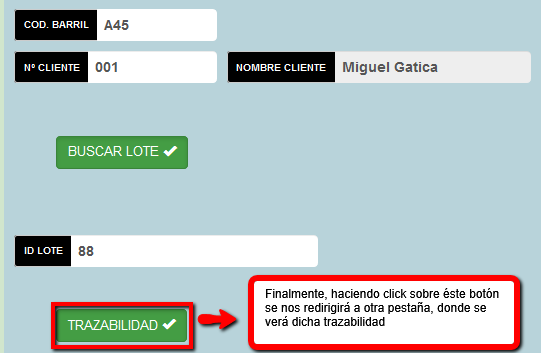 COD. BARRIL A45
Nº CLIENTE 001 NOMBRE CLIENTE Miguel Gatica
BUSCAR LOTE
ID LOTE 88
TRAZABILIDAD
Finalmente, haciendo click sobre éste botón
se nos redirigirá a otra pestaña, donde se
verá dicha trazabilidad